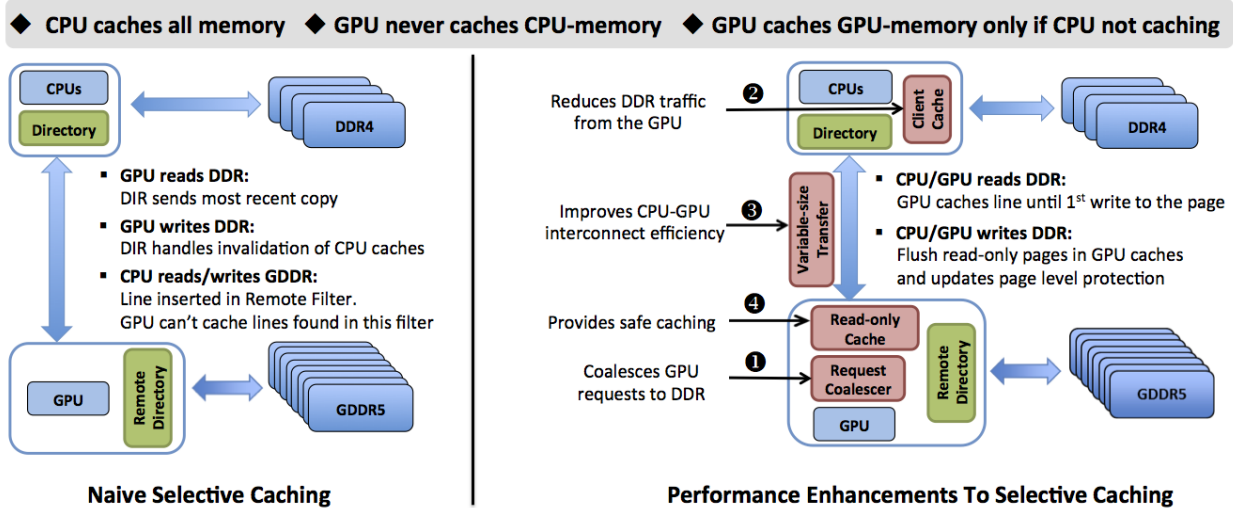 ◆ CPU caches all memory ◆ GPU never caches CPU-memory ◆ GPU caches GPU-memory only if CPU not caching
CPUs
Directory
DDR4
▪ GPU reads DDR:
DIR sends most recent copy
▪ GPU writes DDR:
DIR handles invalidation of CPU caches
▪ CPU reads/writes GDDR:
Line inserted in Remote Filter.
GPU can't cache lines found in this filter
GPU
Remote
Directory
GDDR5
Naive Selective Caching
Reduces DDR traffic
from the GPU
❷
CPUs
Directory
Client
Cache
DDR4
Improves CPU-GPU
interconnect efficiency
❸
Variable-size
Transfer
▪ CPU/GPU reads DDR:
GPU caches line until 1st write to the page
▪ CPU/GPU writes DDR:
Flush read-only pages in GPU caches
and updates page level protection
Provides safe caching
❹
Read-only
Cache
Coalesces GPU
requests to DDR
❶
Request
Coalescer
GPU
Remote
Directory
GDDR5
Performance Enhancements To Selective Caching